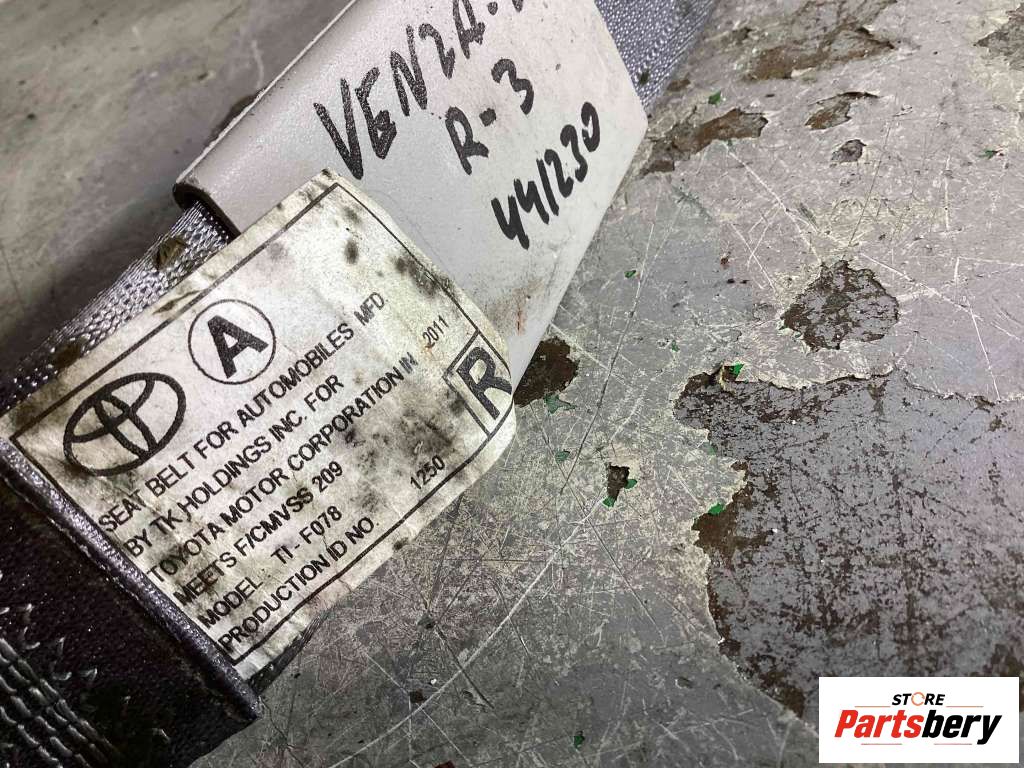 VENZA-
R-3
441230
A
SEAT BELT FOR AUTOMOBILES MFD
BY TK HOLDINGS INC. FOR
TOYOTA MOTOR CORPORATION IN 2011
MEETS F/CMVSS 209
MODEL : TI-F078
PRODUCTION ID NO. 1250
R
STORE
Partsbery